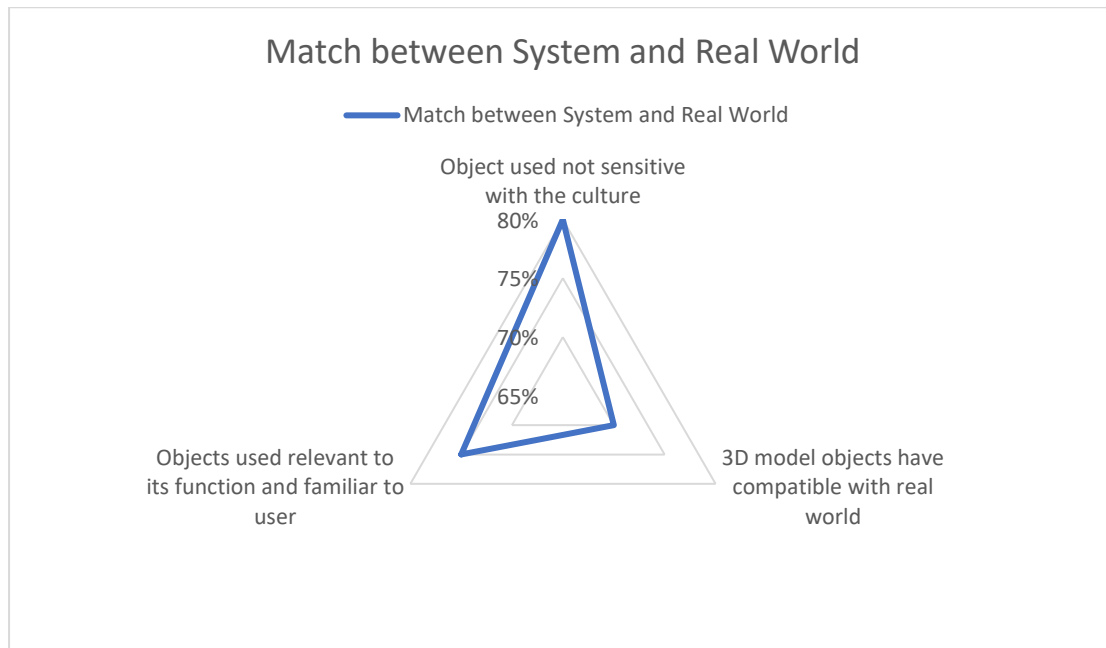 Match between System and Real World
Match between System and Real World
Object used not sensitive
with the culture
80%
75%
70%
65%
Objects used relevant to
its function and familiar to
user
3D model objects have
compatible with real
world